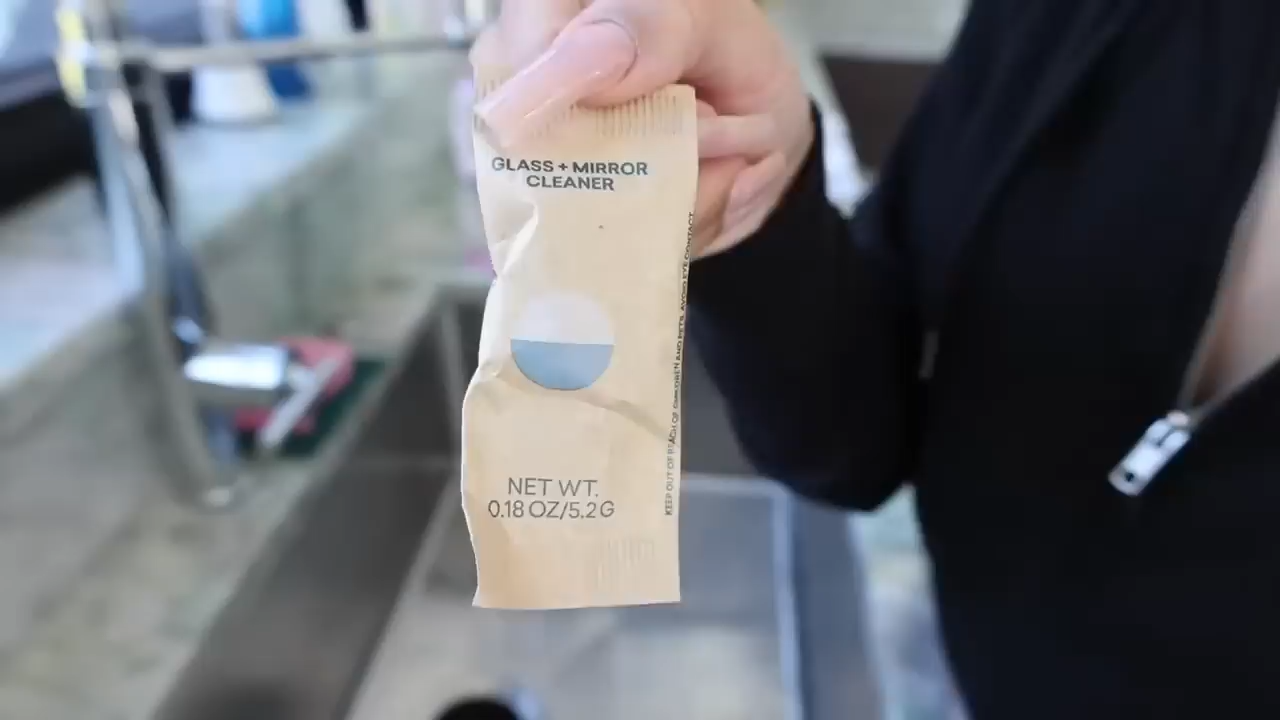 GLASS + MIRROR
CLEANER
NET WT.
0.18 OZ/5.2G
KEEP OUT OF REACH OF CHILDREN AND PETS. AVOID EYE CONTACT